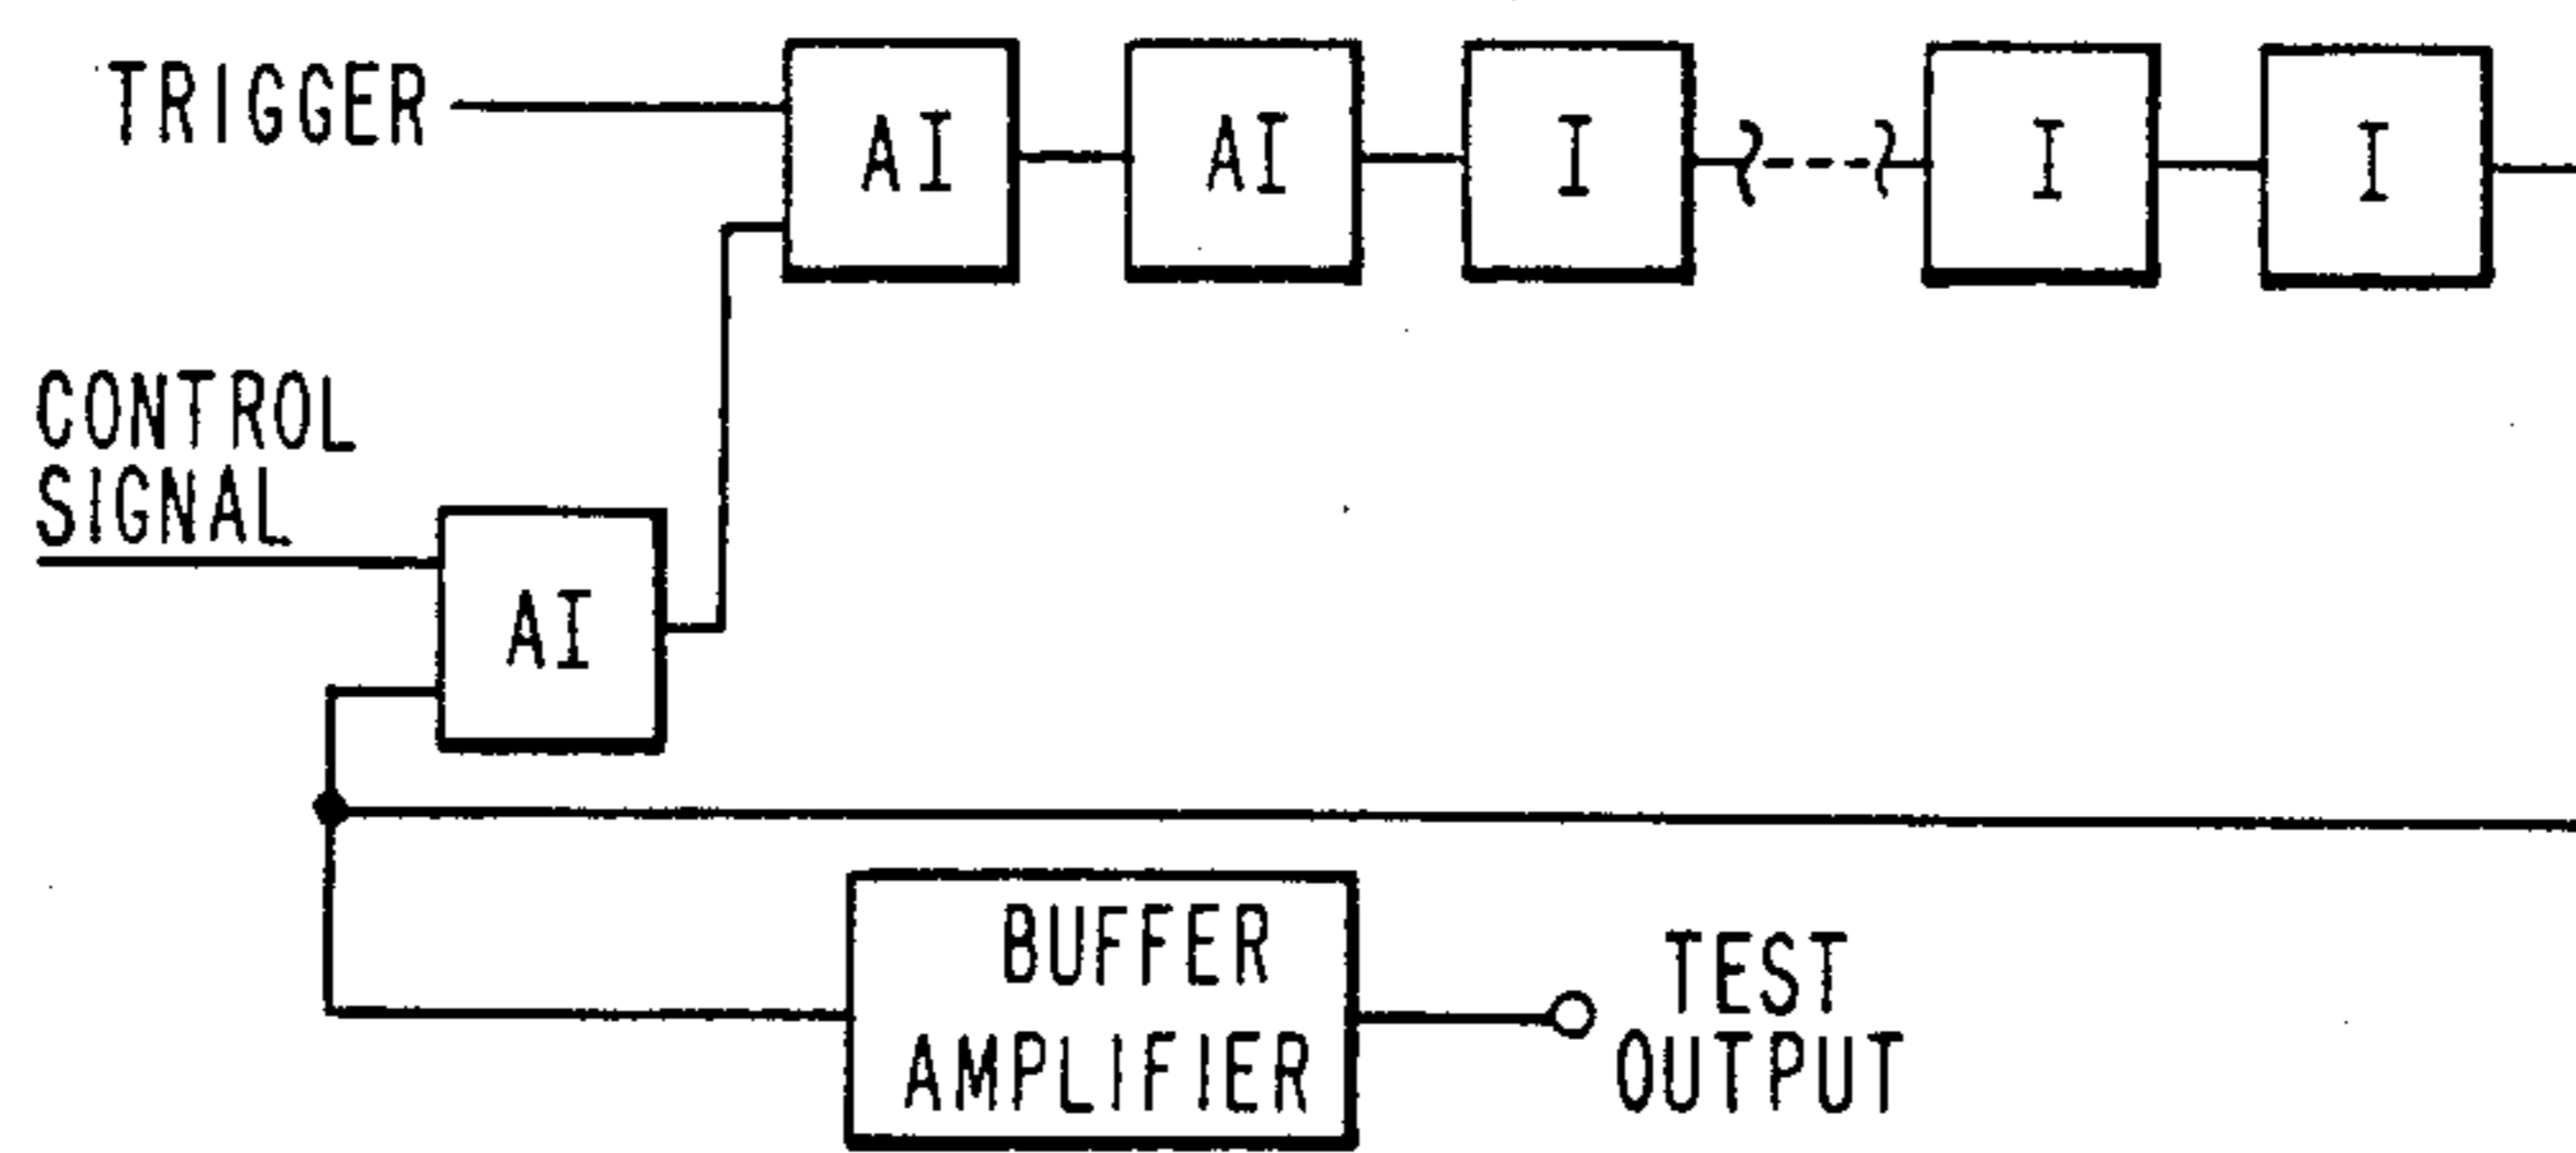 TRIGGER
AI
AI
I
I
I
CONTROL
SIGNAL
AI
BUFFER
AMPLIFIER
TEST
OUTPUT